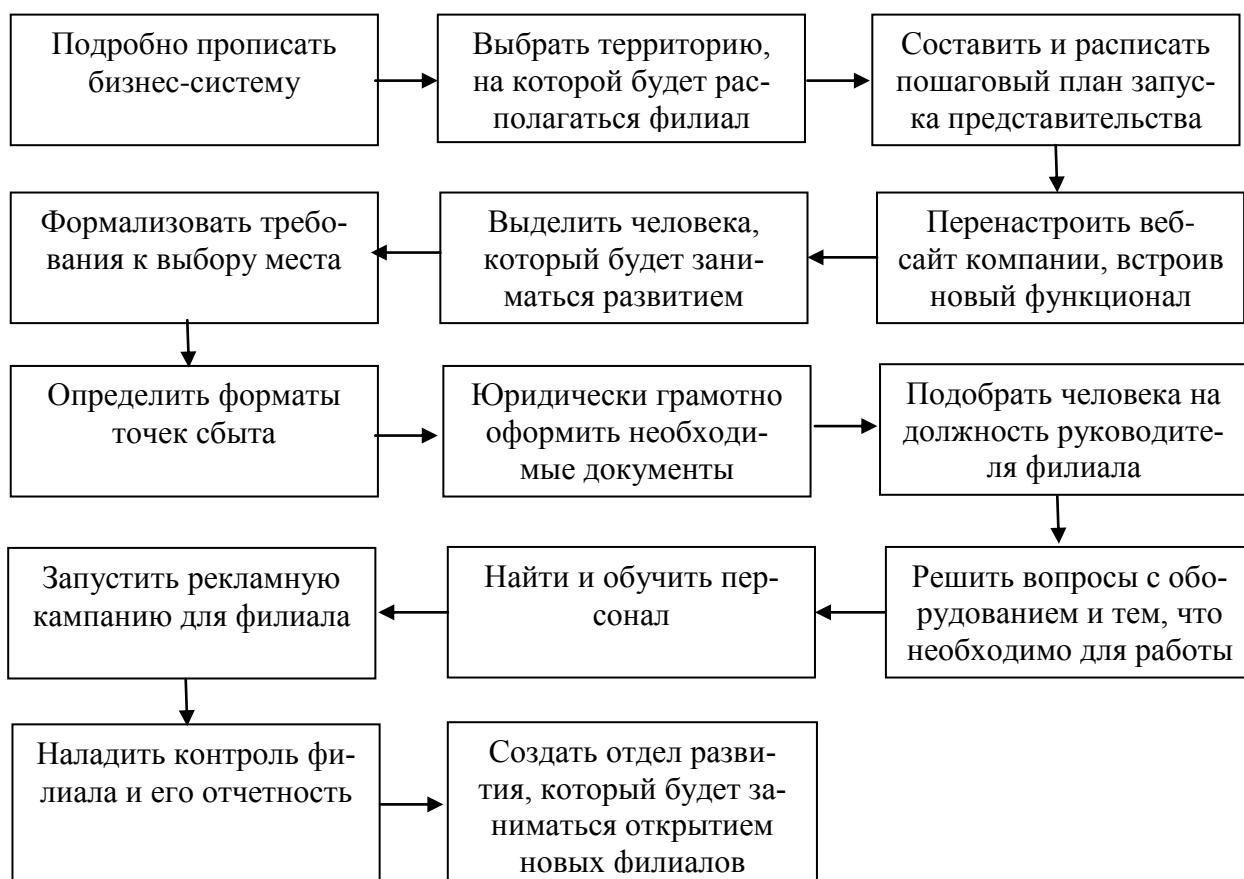 Подробно прописать
бизнес-систему
Выбрать территорию,
на которой будет рас-
полагаться филиал
Составить и расписать
пошаговый план запус-
ка представительства
Формализовать требо-
вания к выбору места
Выделить человека,
который будет зани-
маться развитием
Перенастроить веб-
сайт компании, встроив
новый функционал
Определить форматы
точек сбыта
Юридически грамотно
оформить необходи-
мые документы
Подобрать человека на
должность руководите-
ля филиала
Запустить рекламную
кампанию для филиала
Найти и обучить пер-
сонал
Решить вопросы с обо-
рудованием и тем, что
необходимо для работы
Наладить контроль фи-
лиала и его отчетность
Создать отдел разви-
тия, который будет за-
ниматься открытием
новых филиалов